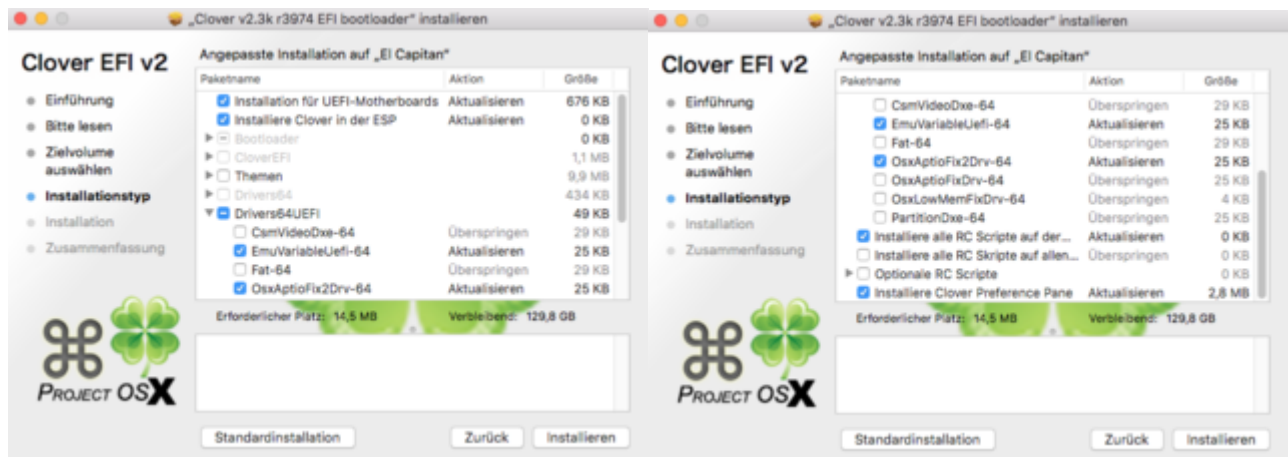 „Clover v2.3k r3974 EFI bootloader“ installieren
Clover EFI v2
Einführung
Bitte lesen
Zielvolume
auswählen
Installationstyp
Installation
Zusammenfassung
PROJECT OSX
Angepasste Installation auf „El Capitan“
Paketname Aktion Größe
Installation für UEFI-Motherboards Aktualisieren 676 KB
Installiere Clover in der ESP Aktualisieren 0 KB
Bootloader 0 KB
CloverEFI 1,1 MB
Themen 9,9 MB
Drivers64 434 KB
Drivers64UEFI 49 KB
CsmVideoDxe-64 Überspringen 29 KB
EmuVariableUefi-64 Aktualisieren 25 KB
Fat-64 Überspringen 29 KB
OsxAptioFix2Drv-64 Aktualisieren 25 KB
Erforderlicher Platz: 14,5 MB Verbleibend: 129,8 GB
Standardinstallation Zurück Installieren
„Clover v2.3k r3974 EFI bootloader“ installieren
Clover EFI v2
Einführung
Bitte lesen
Zielvolume
auswählen
Installationstyp
Installation
Zusammenfassung
PROJECT OSX
Angepasste Installation auf „El Capitan“
Paketname Aktion Größe
CsmVideoDxe-64 Überspringen 29 KB
EmuVariableUefi-64 Aktualisieren 25 KB
Fat-64 Überspringen 29 KB
OsxAptioFix2Drv-64 Aktualisieren 25 KB
OsxAptioFixDrv-64 Überspringen 25 KB
OsxLowMemFixDrv-64 Überspringen 4 KB
PartitionDxe-64 Überspringen 25 KB
Installiere alle RC Scripte auf der... Aktualisieren 0 KB
Installiere alle RC Skripte auf allen... Überspringen 0 KB
Optionale RC Scripte 0 KB
Installiere Clover Preference Pane Aktualisieren 2,8 MB
Erforderlicher Platz: 14,5 MB Verbleibend: 129,8 GB
Standardinstallation Zurück Installieren